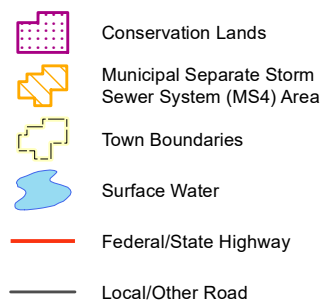 Conservation Lands
Municipal Separate Storm
Sewer System (MS4) Area
Town Boundaries
Surface Water
Federal/State Highway
Local/Other Road